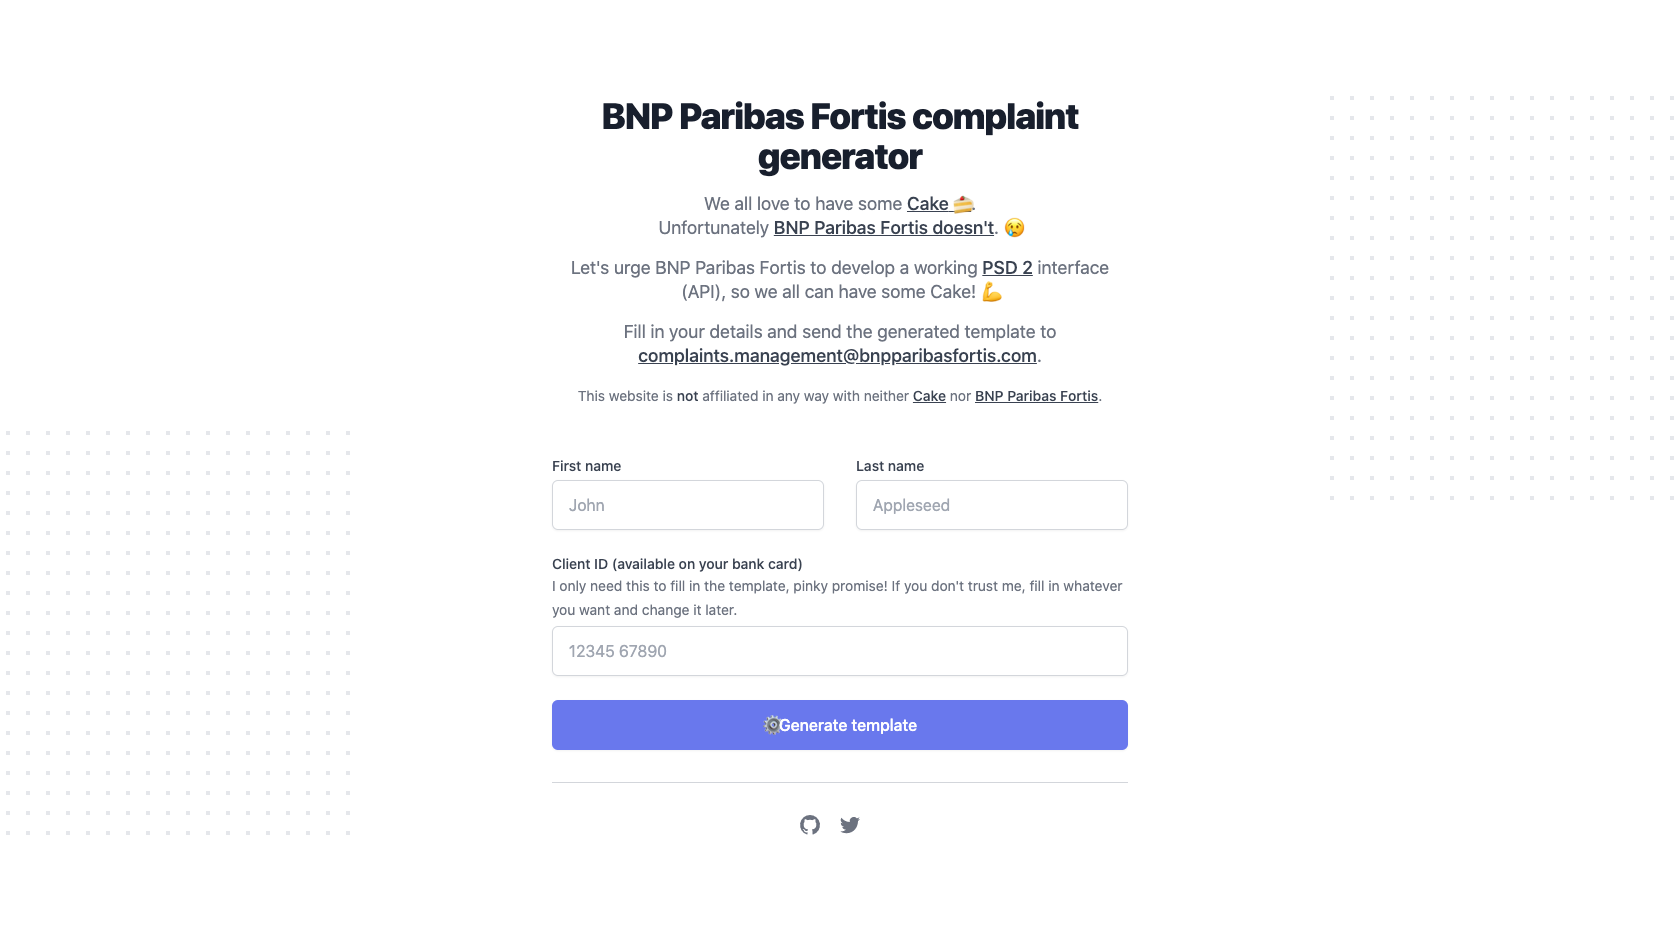 BNP Paribas Fortis complaint
generator
We all love to have some Cake 🍰.
Unfortunately BNP Paribas Fortis doesn't. 😢
Let's urge BNP Paribas Fortis to develop a working PSD 2 interface
(API), so we all can have some Cake! 💪
Fill in your details and send the generated template to
complaints.management@bnpparibasfortis.com.
This website is not affiliated in any way with neither Cake nor BNP Paribas Fortis.
First name
Last name
John
Appleseed
Client ID (available on your bank card)
I only need this to fill in the template, pinky promise! If you don't trust me, fill in whatever
you want and change it later.
12345 67890
⚙️Generate template